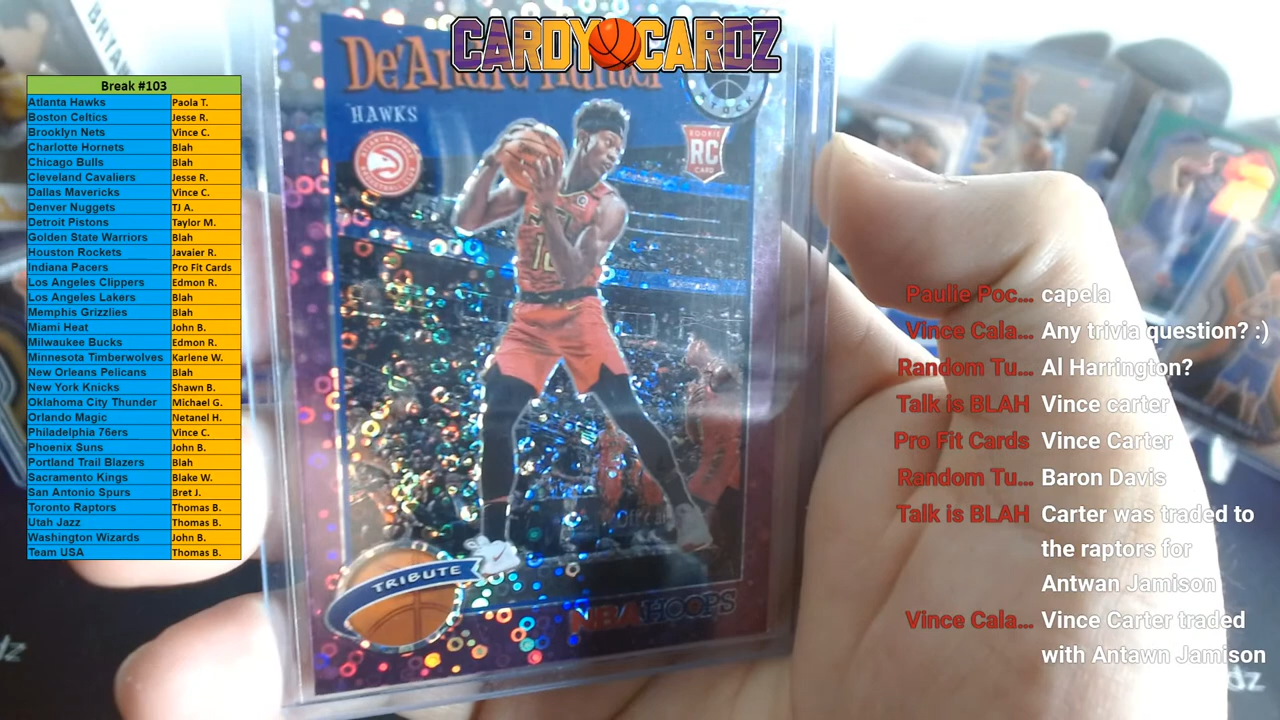 CARDY CARDZ
BRYAN
Break #103
Atlanta Hawks Paola T.
Boston Celtics Jesse R.
Brooklyn Nets Vince C.
Charlotte Hornets Blah
Chicago Bulls Blah
Cleveland Cavaliers Jesse R.
Dallas Mavericks Vince C.
Denver Nuggets TJ A.
Detroit Pistons Taylor M.
Golden State Warriors Blah
Houston Rockets Javaier R.
Indiana Pacers Pro Fit Cards
Los Angeles Clippers Edmon R.
Los Angeles Lakers Blah
Memphis Grizzlies Blah
Miami Heat John B.
Milwaukee Bucks Edmon R.
Minnesota Timberwolves Karlene W.
New Orleans Pelicans Blah
New York Knicks Shawn B.
Oklahoma City Thunder Michael G.
Orlando Magic Netanel H.
Philadelphia 76ers Vince C.
Phoenix Suns John B.
Portland Trail Blazers Blah
Sacramento Kings Blake W.
San Antonio Spurs Bret J.
Toronto Raptors Thomas B.
Utah Jazz Thomas B.
Washington Wizards John B.
Team USA Thomas B.
De'Andre Hunter
HAWKS
STOCK
ROOKIE
RC
CARD
12
TRIBUTE
NBA HOOPS
Paulie Poc... capela
Vince Cala... Any trivia question? :)
Random Tu... Al Harrington?
Talk is BLAH Vince carter
Pro Fit Cards Vince Carter
Random Tu... Baron Davis
Talk is BLAH Carter was traded to
the raptors for
Antwan Jamison
Vince Cala... Vince Carter traded
with Antawn Jamison